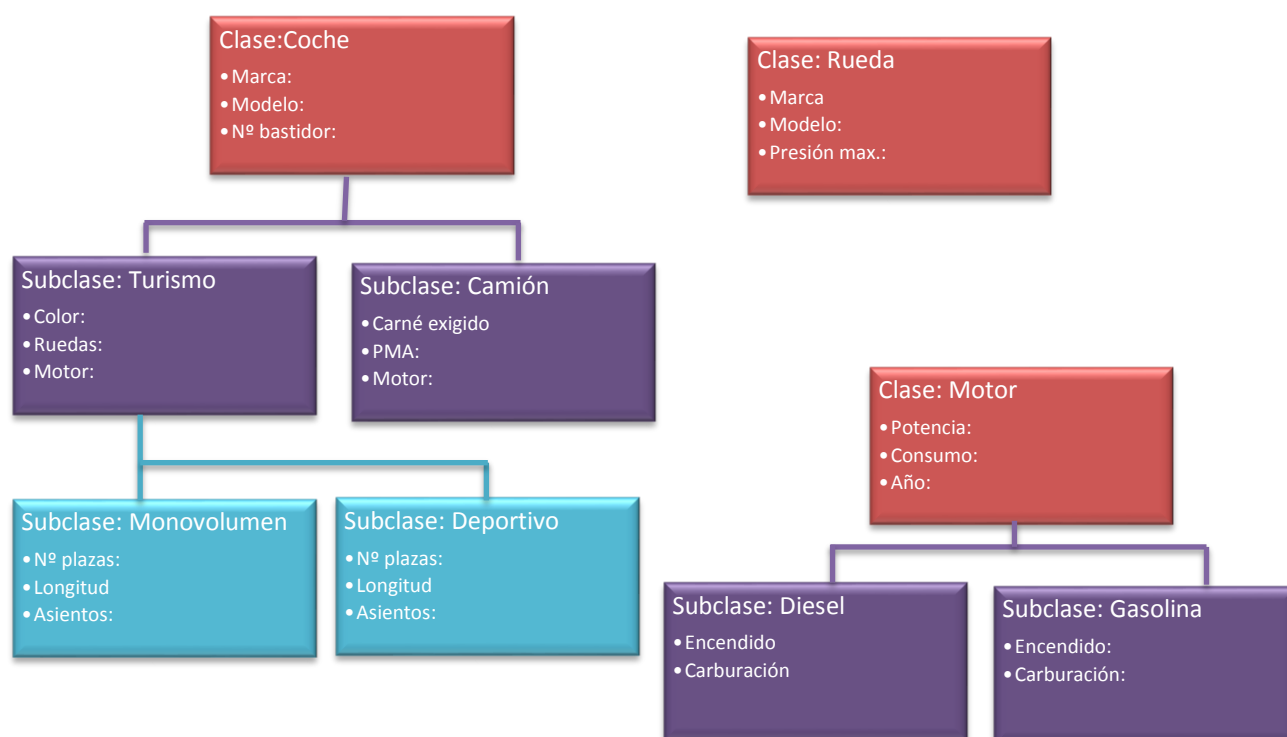 Clase:Coche
•Marca:
•Modelo:
•Nº bastidor:
Clase: Rueda
•Marca
•Modelo:
•Presión max.:
Subclase: Turismo
•Color:
•Ruedas:
•Motor:
Subclase: Camión
•Carné exigido
•PMA:
•Motor:
Clase: Motor
•Potencia:
•Consumo:
•Año:
Subclase: Monovolumen
•Nº plazas:
•Longitud
•Asientos:
Subclase: Deportivo
•Nº plazas:
•Longitud
•Asientos:
Subclase: Diesel
•Encendido
•Carburación
Subclase: Gasolina
•Encendido:
•Carburación: